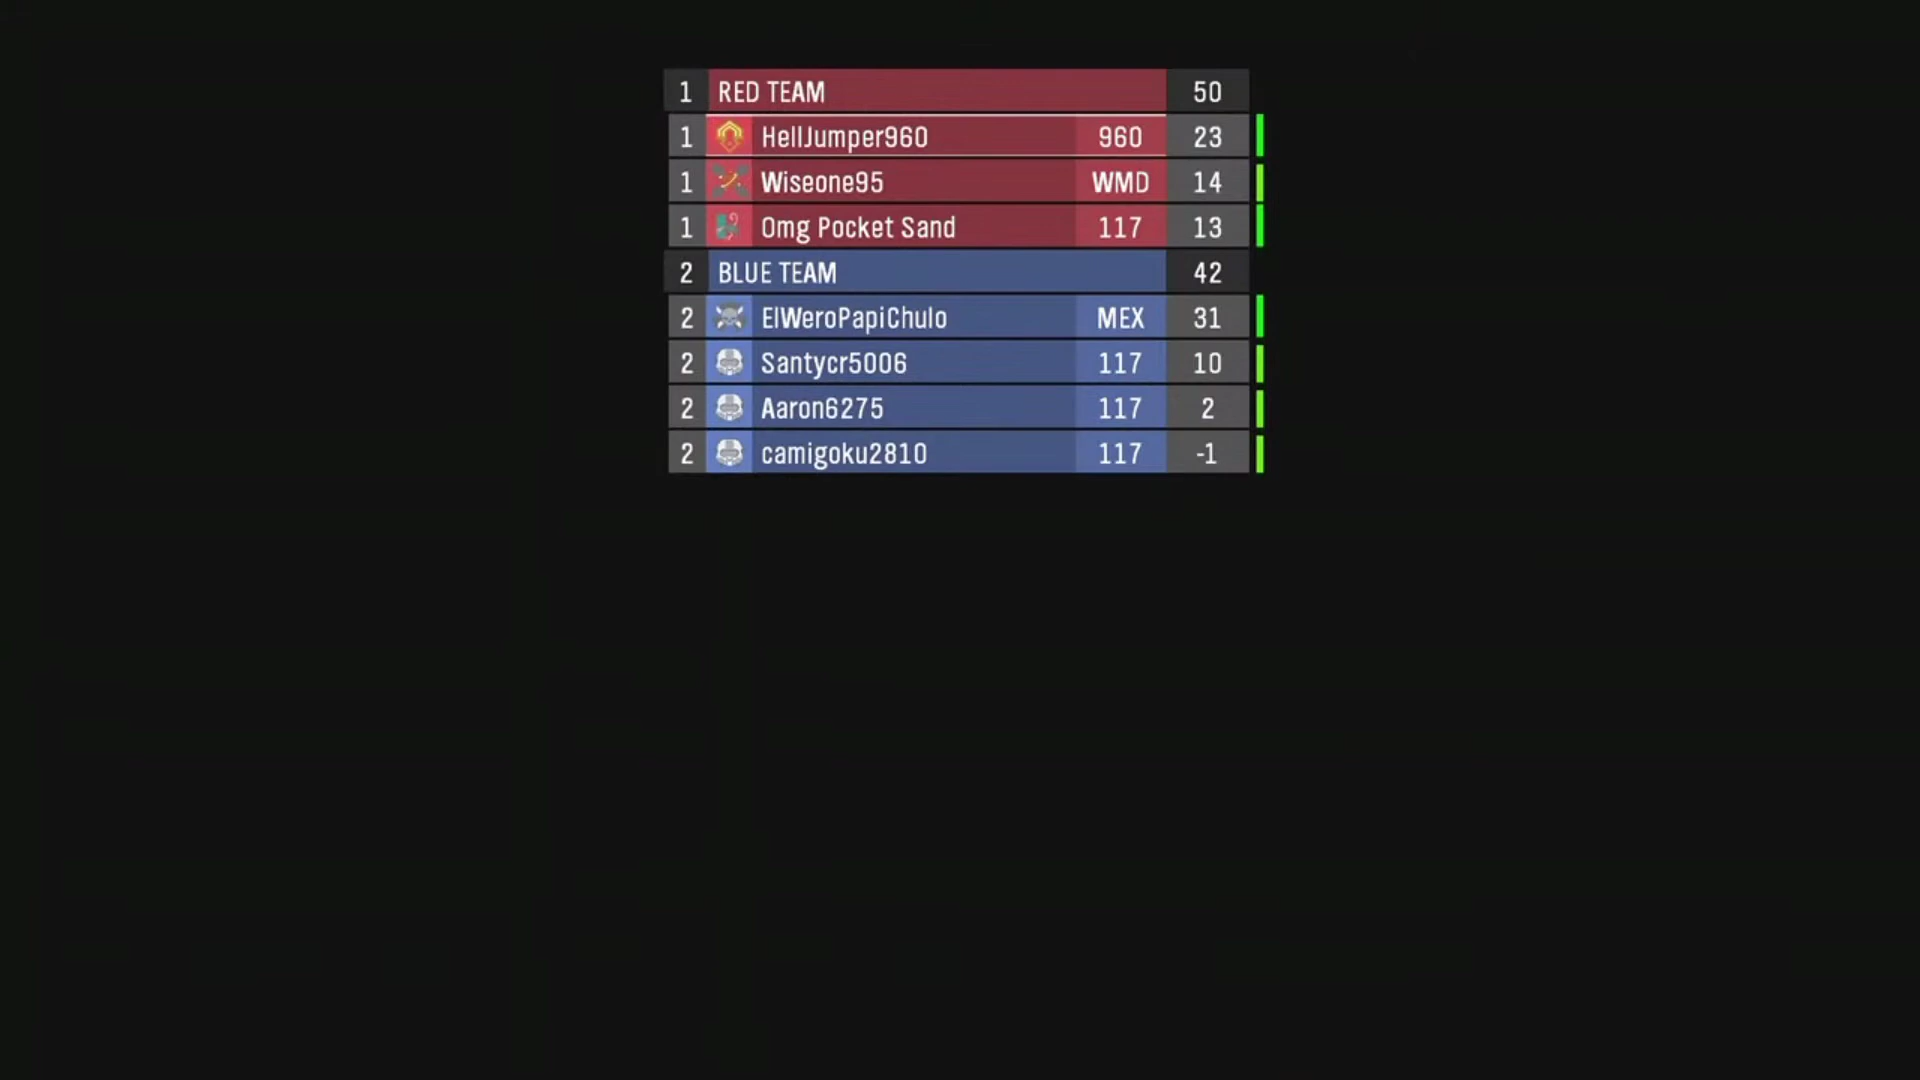 1 RED TEAM 50
1 HellJumper960 960 23
1 Wiseone95 WMD 14
1 Omg Pocket Sand 117 13
2 BLUE TEAM 42
2 ElWeroPapiChulo MEX 31
2 Santycr5006 117 10
2 Aaron6275 117 2
2 camigoku2810 117 -1